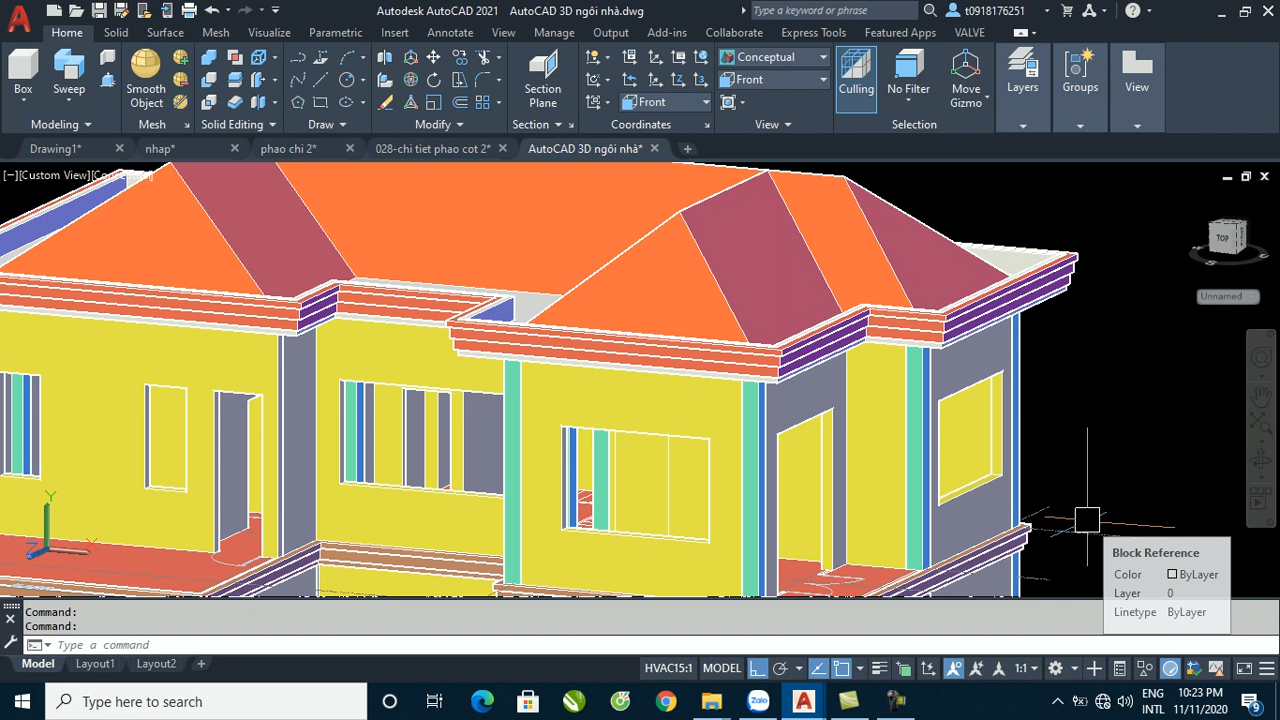 Autodesk AutoCAD 2021 AutoCAD 3D ngôi nhà.dwg
Type a keyword or phrase
t0918176251
Home Solid Surface Mesh Visualize Parametric Insert Annotate View Manage Output Add-ins Collaborate Express Tools Featured Apps VALVE
Box
Sweep
Smooth Object
Section Plane
Conceptual
Front
Front
Culling
No Filter
Move Gizmo
Layers
Groups
View
Modeling Mesh Solid Editing Draw Modify Section Coordinates View Selection
Drawing1* nhap* phao chi 2* 028-chi tiet phao cot 2* AutoCAD 3D ngôi nhà*
[−][Custom View][Conceptual]
TOP
Unnamed
Y
X
Z
Block Reference
Color ByLayer
Layer 0
Linetype ByLayer
Command:
Command:
Type a command
Model Layout1 Layout2
HVAC15:1 MODEL 1:1
Type here to search
Zalo
ENG
INTL
10:23 PM
11/11/2020
9